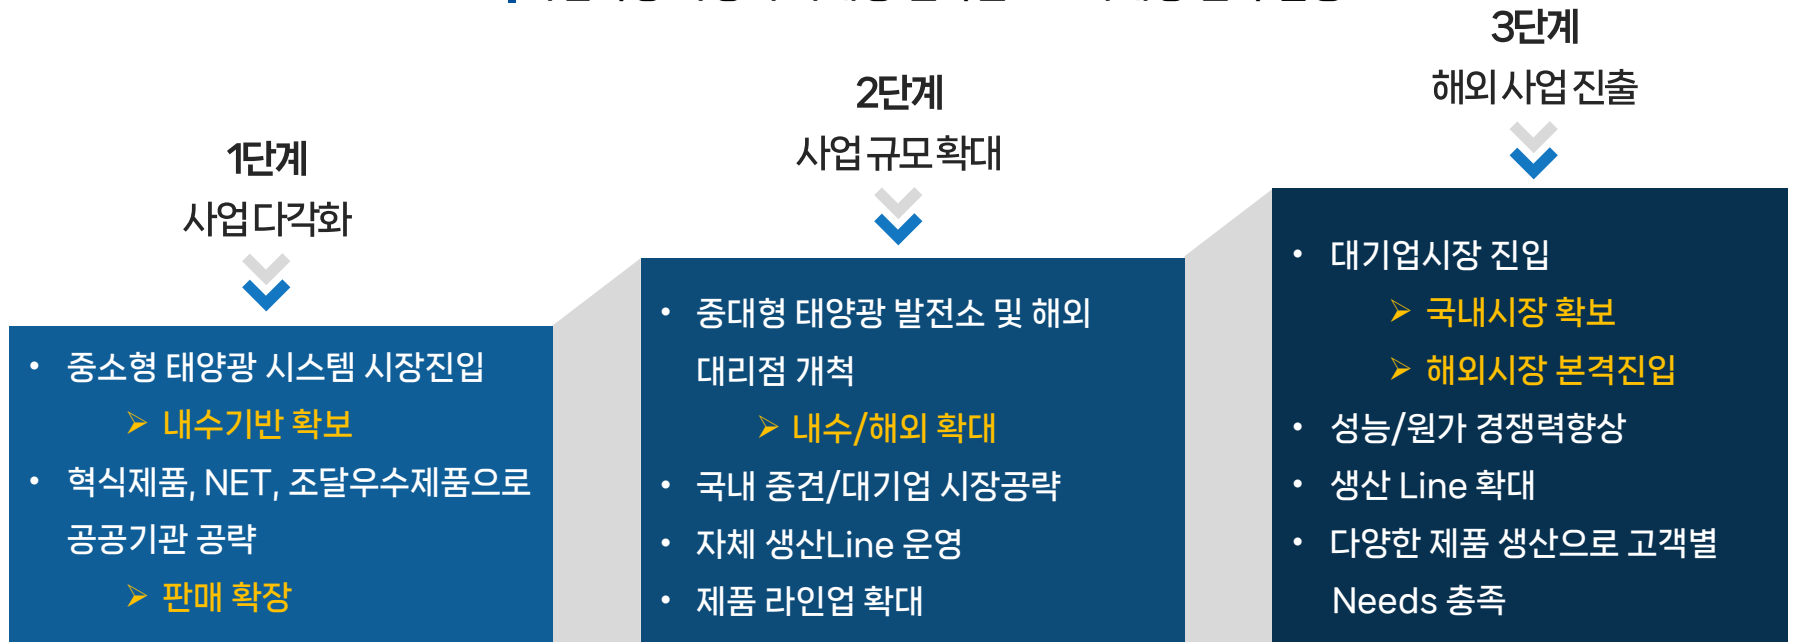 1단계
사업 다각화
• 중소형 태양광 시스템 시장진입
➢ 내수기반 확보
• 혁식제품, NET, 조달우수제품으로
공공기관 공략
➢ 판매 확장
2단계
사업 규모 확대
• 중대형 태양광 발전소 및 해외
대리점 개척
➢ 내수/해외 확대
• 국내 중견/대기업 시장공략
• 자체 생산Line 운영
• 제품 라인업 확대
3단계
해외 사업 진출
• 대기업시장 진입
➢ 국내시장 확보
➢ 해외시장 본격진입
• 성능/원가 경쟁력향상
• 생산 Line 확대
• 다양한 제품 생산으로 고객별
Needs 충족